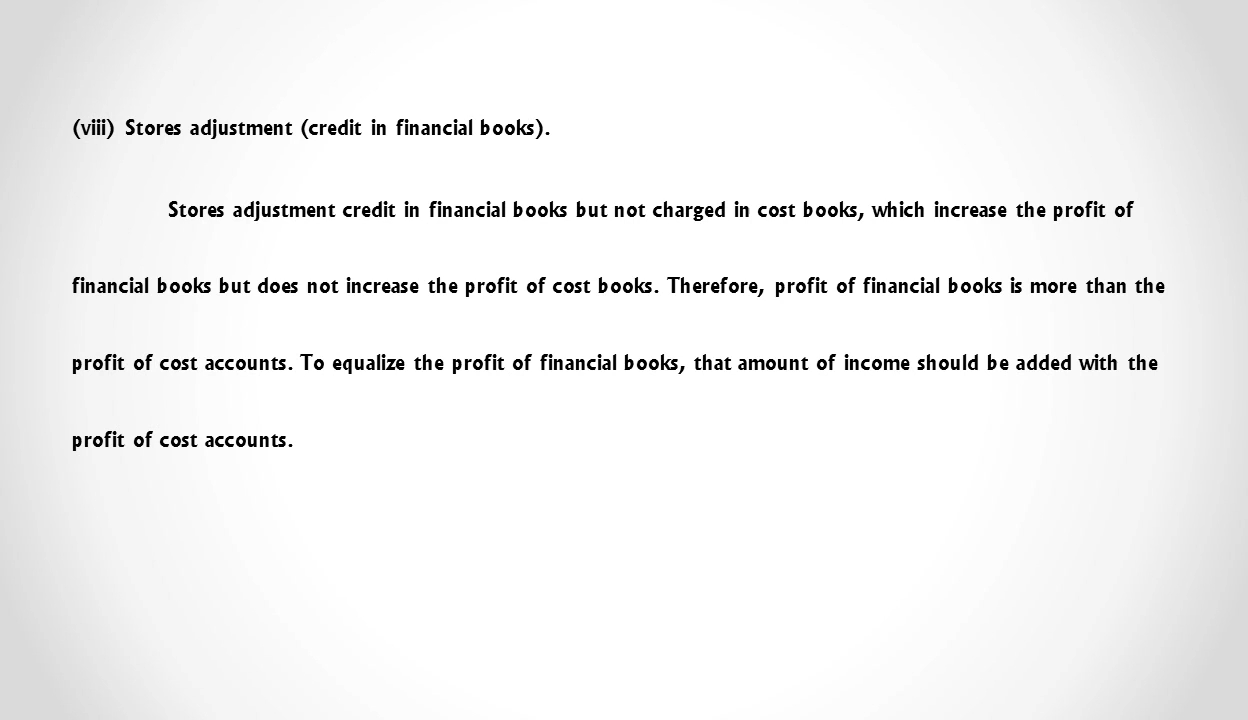 (viii) Stores adjustment (credit in financial books).
Stores adjustment credit in financial books but not charged in cost books, which increase the profit of
financial books but does not increase the profit of cost books. Therefore, profit of financial books is more than the
profit of cost accounts. To equalize the profit of financial books, that amount of income should be added with the
profit of cost accounts.